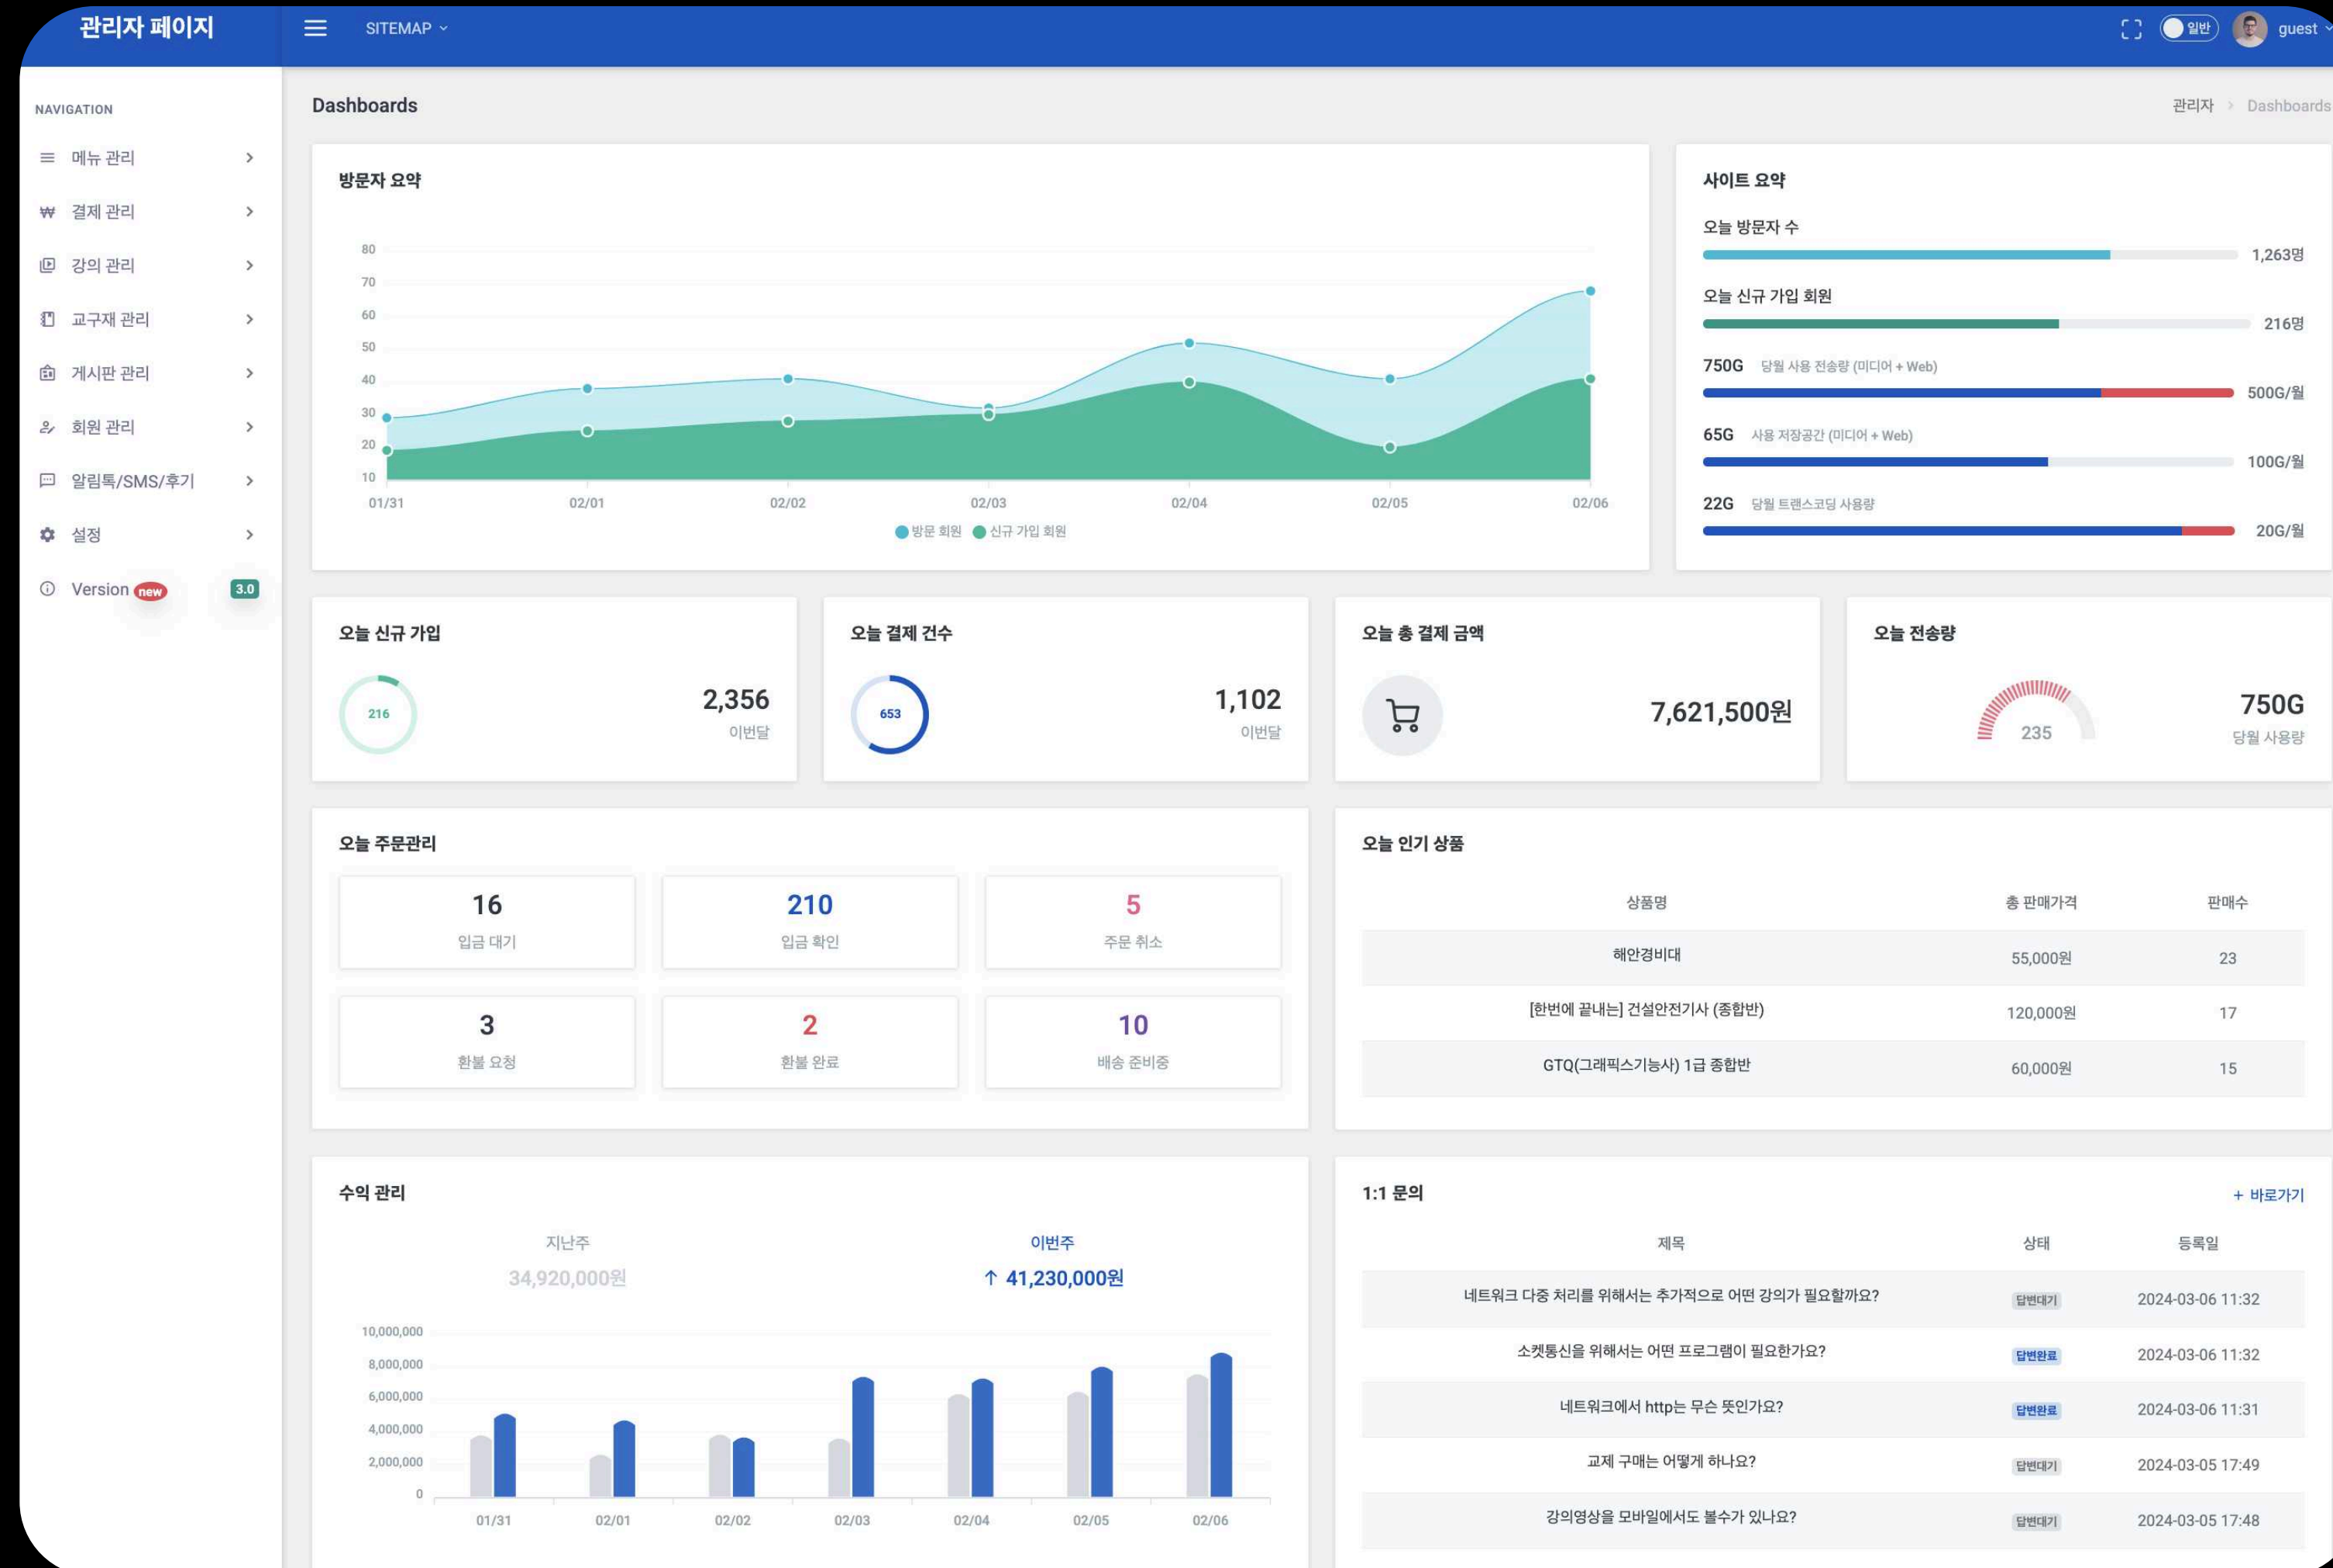 관리자 페이지
SITEMAP
일반
guest
NAVIGATION
메뉴 관리
결제 관리
강의 관리
교구재 관리
게시판 관리
회원 관리
알림톡/SMS/후기
설정
Version new 3.0
Dashboards
관리자 > Dashboards
방문자 요약
80
70
60
50
40
30
20
10
01/31 02/01 02/02 02/03 02/04 02/05 02/06
방문 회원 신규 가입 회원
사이트 요약
오늘 방문자 수
1,263명
오늘 신규 가입 회원
216명
750G 당월 사용 전송량 (미디어 + Web)
500G/월
65G 사용 저장공간 (미디어 + Web)
100G/월
22G 당월 트랜스코딩 사용량
20G/월
오늘 신규 가입
216
2,356
이번달
오늘 결제 건수
653
1,102
이번달
오늘 총 결제 금액
7,621,500원
오늘 전송량
235
750G
당월 사용량
오늘 주문관리
16
입금 대기
210
입금 확인
5
주문 취소
3
환불 요청
2
환불 완료
10
배송 준비중
오늘 인기 상품
상품명 총 판매가격 판매수
해안경비대 55,000원 23
[한번에 끝내는] 건설안전기사 (종합반) 120,000원 17
GTQ(그래픽스기능사) 1급 종합반 60,000원 15
수익 관리
지난주
34,920,000원
이번주
↑ 41,230,000원
10,000,000
8,000,000
6,000,000
4,000,000
2,000,000
0
01/31 02/01 02/02 02/03 02/04 02/05 02/06
1:1 문의
+ 바로가기
제목 상태 등록일
네트워크 다중 처리를 위해서는 추가적으로 어떤 강의가 필요할까요? 답변대기 2024-03-06 11:32
소켓통신을 위해서는 어떤 프로그램이 필요한가요? 답변완료 2024-03-06 11:32
네트워크에서 http는 무슨 뜻인가요? 답변완료 2024-03-06 11:31
교제 구매는 어떻게 하나요? 답변대기 2024-03-05 17:49
강의영상을 모바일에서도 볼수가 있나요? 답변대기 2024-03-05 17:48